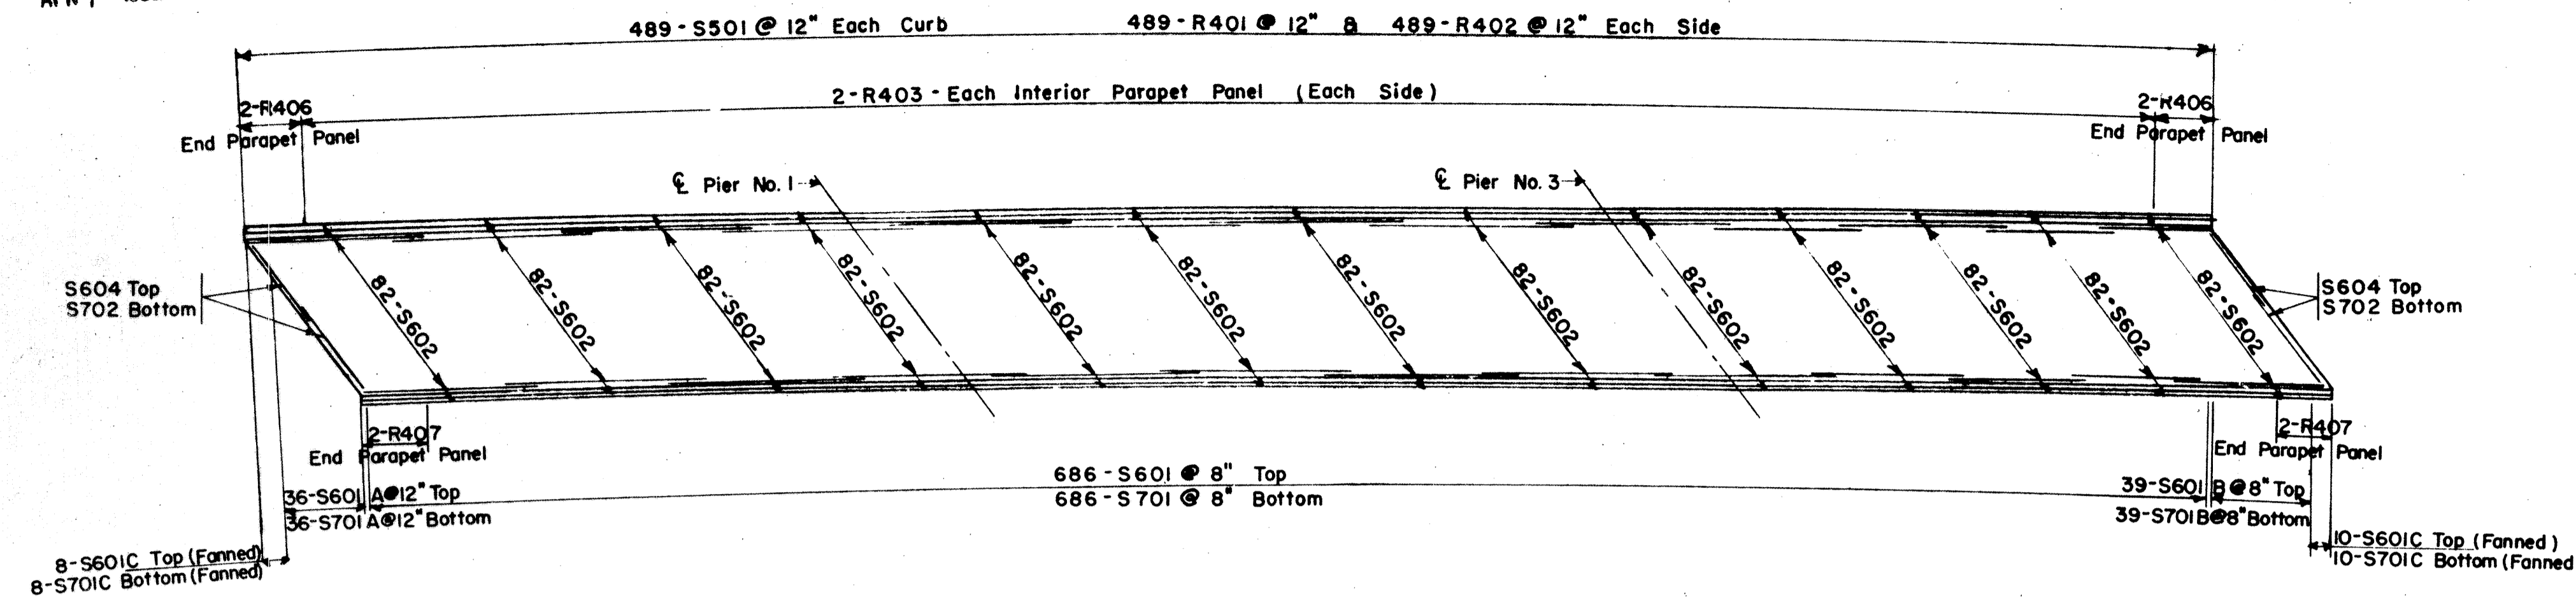 489-S501 @ 12" Each Curb
489-R401 @ 12" & 489-R402 @ 12" Each Side
2-R406
2-R403-Each Interior Parapet Panel (Each Side)
2-R406
End Parapet Panel
End Parapet Panel
℄ Pier No. 1
℄ Pier No. 3
S604 Top
S702 Bottom
82-S602
82-S602
82-S602
82-S602
82-S602
82-S602
82-S602
82-S602
82-S602
82-S602
82-S602
82-S602
82-S602
S604 Top
S702 Bottom
2-R407
End Parapet Panel
2-R407
End Parapet Panel
686-S601 @ 8" Top
686-S701 @ 8" Bottom
36-S601A@12" Top
36-S701A@12" Bottom
39-S601B@8" Top
39-S701B@8" Bottom
8-S601C Top (Fanned)
8-S701C Bottom (Fanned)
10-S601C Top (Fanned)
10-S701C Bottom (Fanned